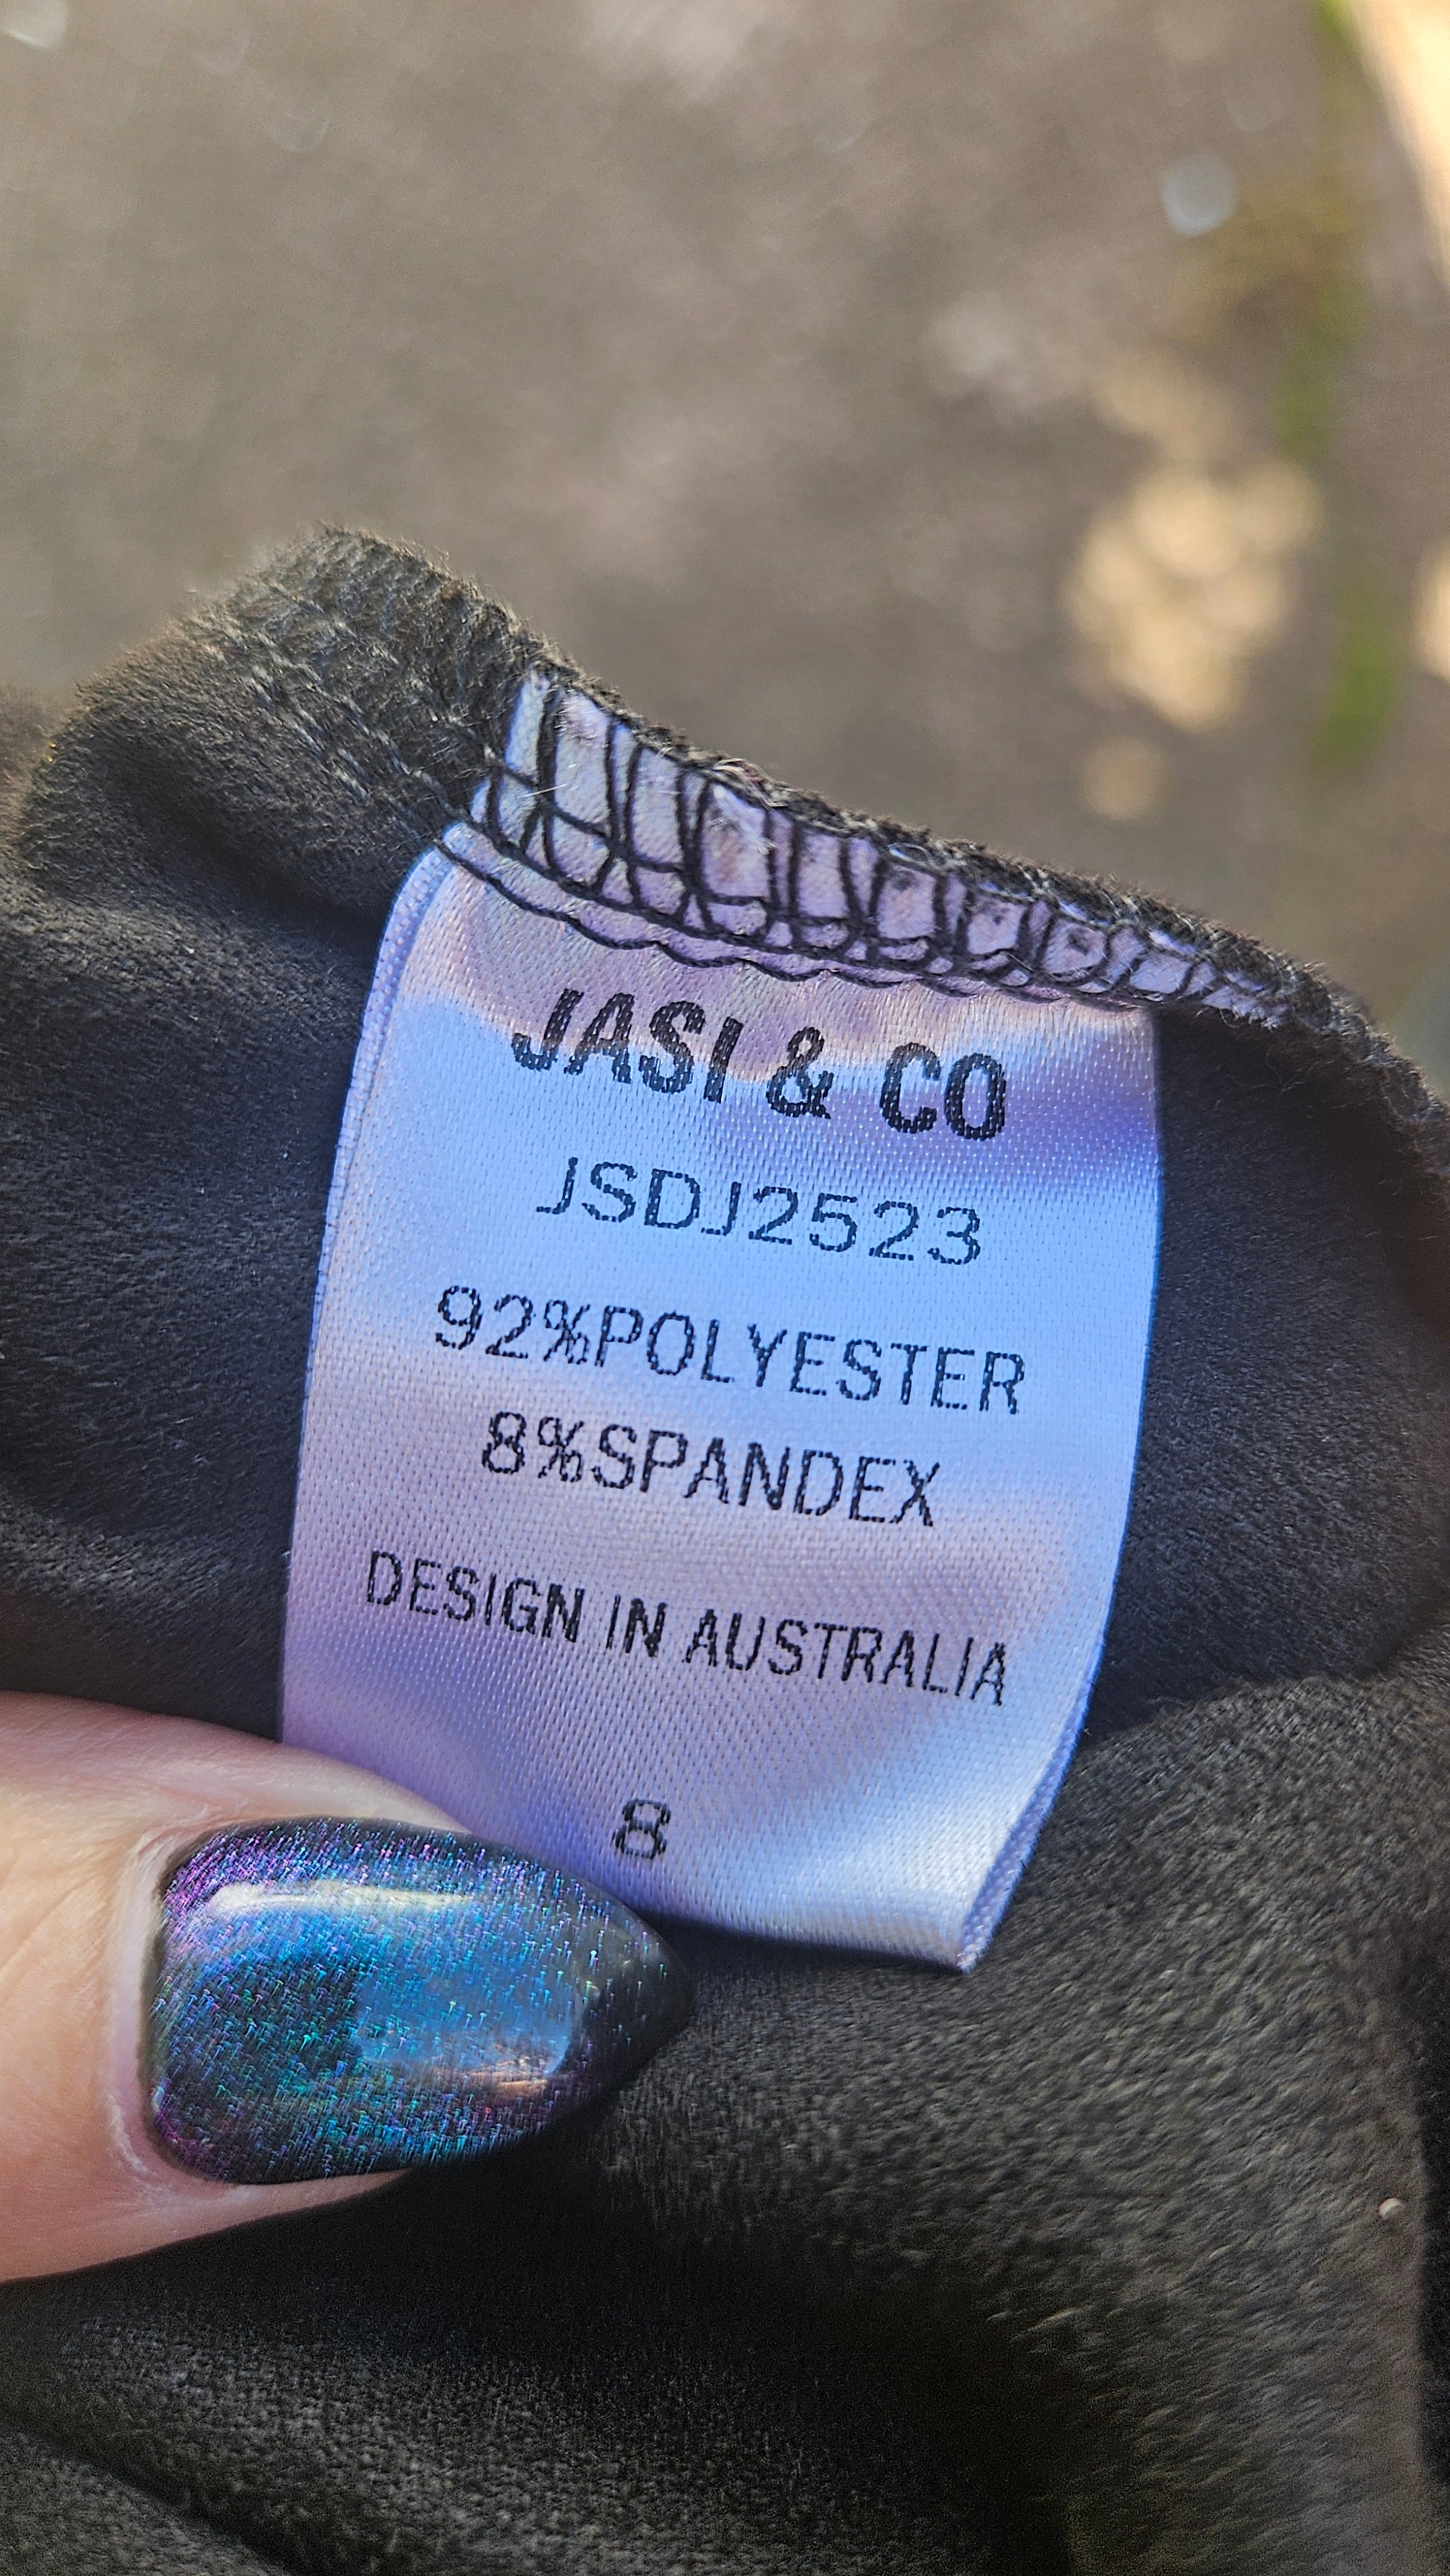 JASI & CO
JSDJ2523
92%POLYESTER
8%SPANDEX
DESIGN IN AUSTRALIA
8